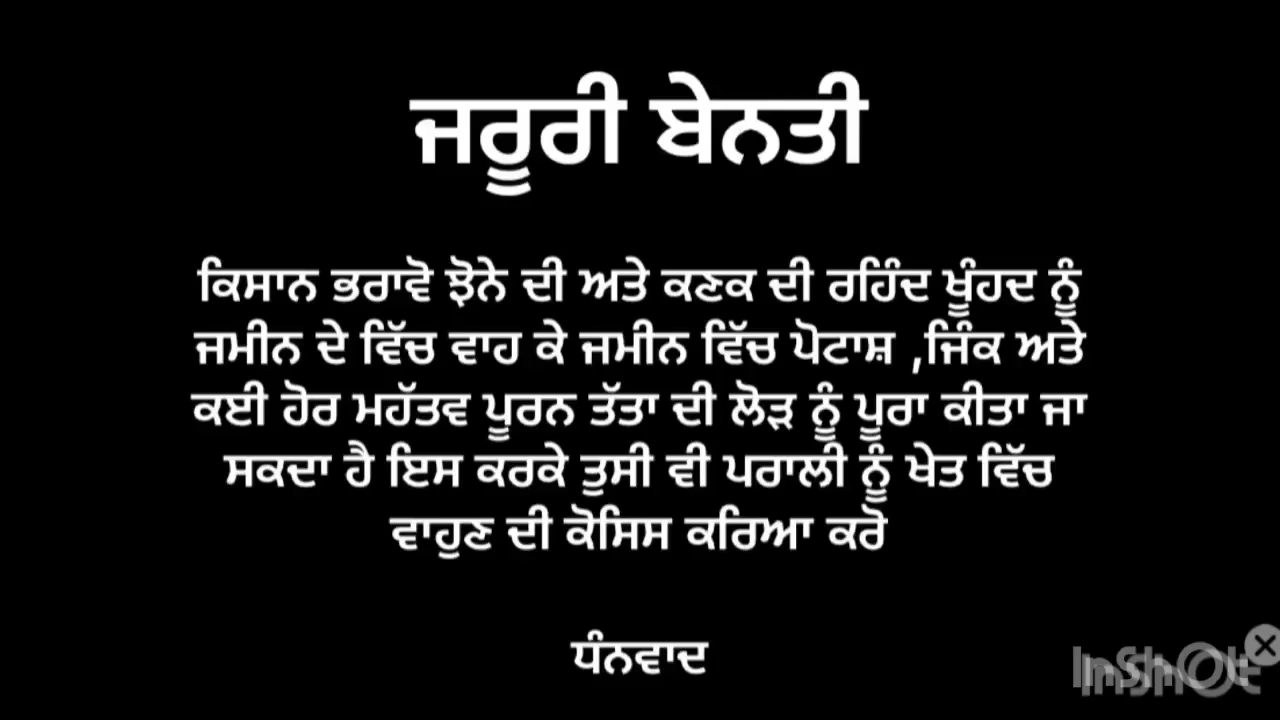 ਜਰੂਰੀ ਬੇਨਤੀ
ਕਿਸਾਨ ਭਰਾਵੋ ਝੋਨੇ ਦੀ ਅਤੇ ਕਣਕ ਦੀ ਰਹਿੰਦ ਖੂੰਹਦ ਨੂੰ
ਜਮੀਨ ਦੇ ਵਿੱਚ ਵਾਹ ਕੇ ਜਮੀਨ ਵਿੱਚ ਪੋਟਾਸ਼ ,ਜਿੰਕ ਅਤੇ
ਕਈ ਹੋਰ ਮਹੱਤਵ ਪੂਰਨ ਤੱਤਾ ਦੀ ਲੋੜ ਨੂੰ ਪੂਰਾ ਕੀਤਾ ਜਾ
ਸਕਦਾ ਹੈ ਇਸ ਕਰਕੇ ਤੁਸੀ ਵੀ ਪਰਾਲੀ ਨੂੰ ਖੇਤ ਵਿੱਚ
ਵਾਹੁਣ ਦੀ ਕੋਸਿਸ ਕਰਿਆ ਕਰੋ
ਧੰਨਵਾਦ
InShOt